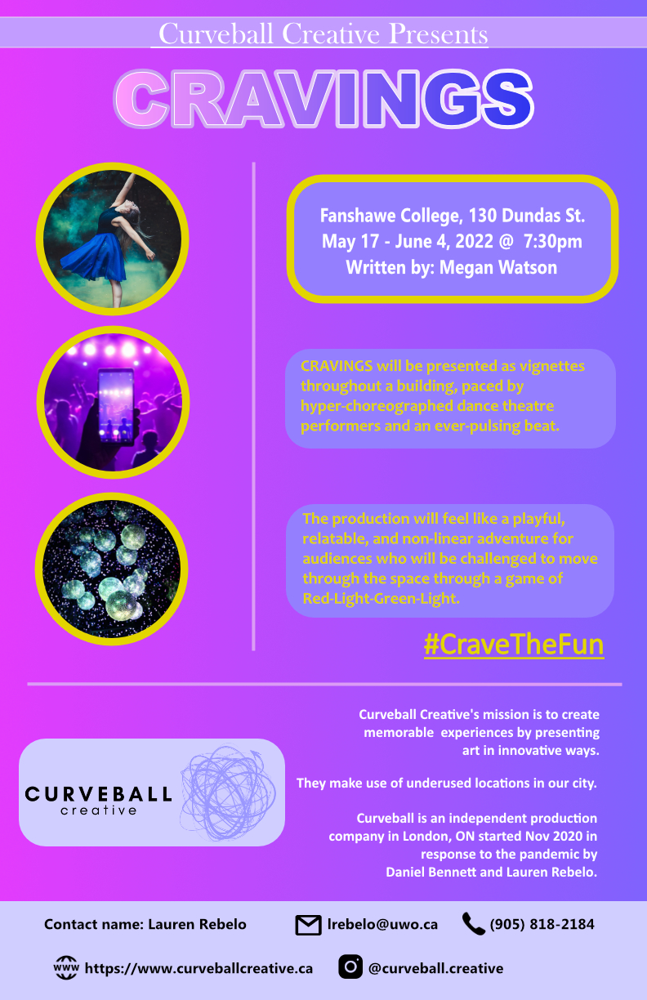 Curveball Creative Presents
CRAVINGS
Fanshawe College, 130 Dundas St.
May 17 - June 4, 2022 @  7:30pm
Written by: Megan Watson
CRAVINGS will be presented as vignettes
throughout a building, paced by
hyper-choreographed dance theatre
performers and an ever-pulsing beat.
The production will feel like a playful,
relatable, and non-linear adventure for
audiences who will be challenged to move
through the space through a game of
Red-Light-Green-Light.
#CraveTheFun
Curveball Creative's mission is to create
memorable  experiences by presenting
art in innovative ways.
They make use of underused locations in our city.
Curveball is an independent production
company in London, ON started Nov 2020 in
response to the pandemic by
Daniel Bennett and Lauren Rebelo.
CURVEBALL
creative
Contact name: Lauren Rebelo
lrebelo@uwo.ca
(905) 818-2184
www
https://www.curveballcreative.ca
@curveball.creative